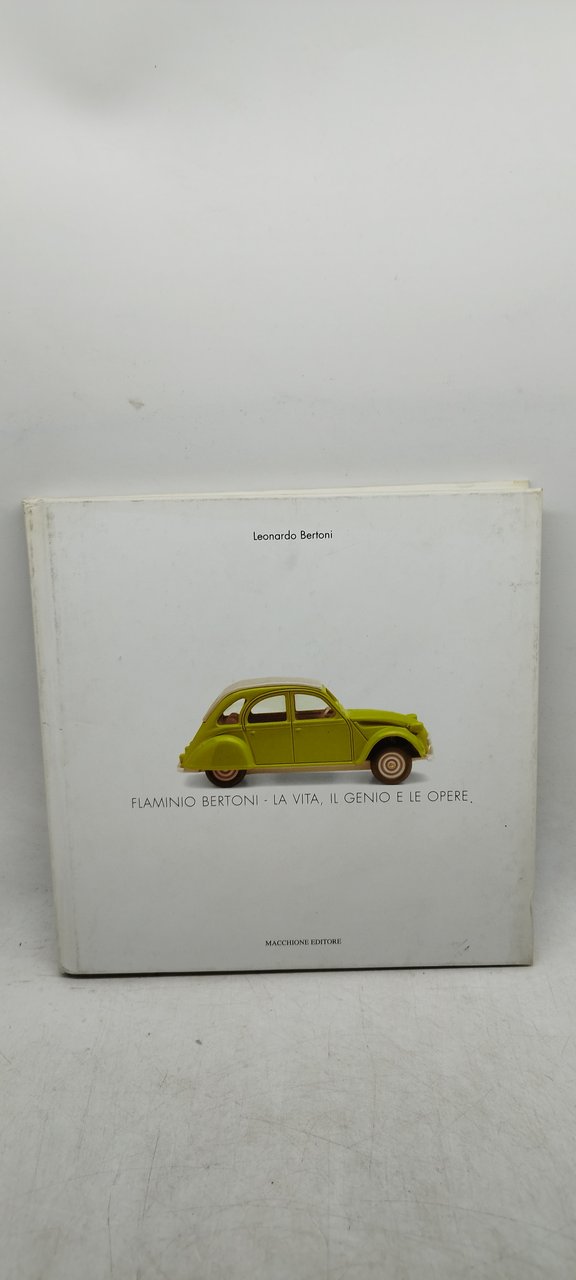 Leonardo Bertoni
FLAMINIO BERTONI - LA VITA, IL GENIO E LE OPERE.
MACCHIONE EDITORE